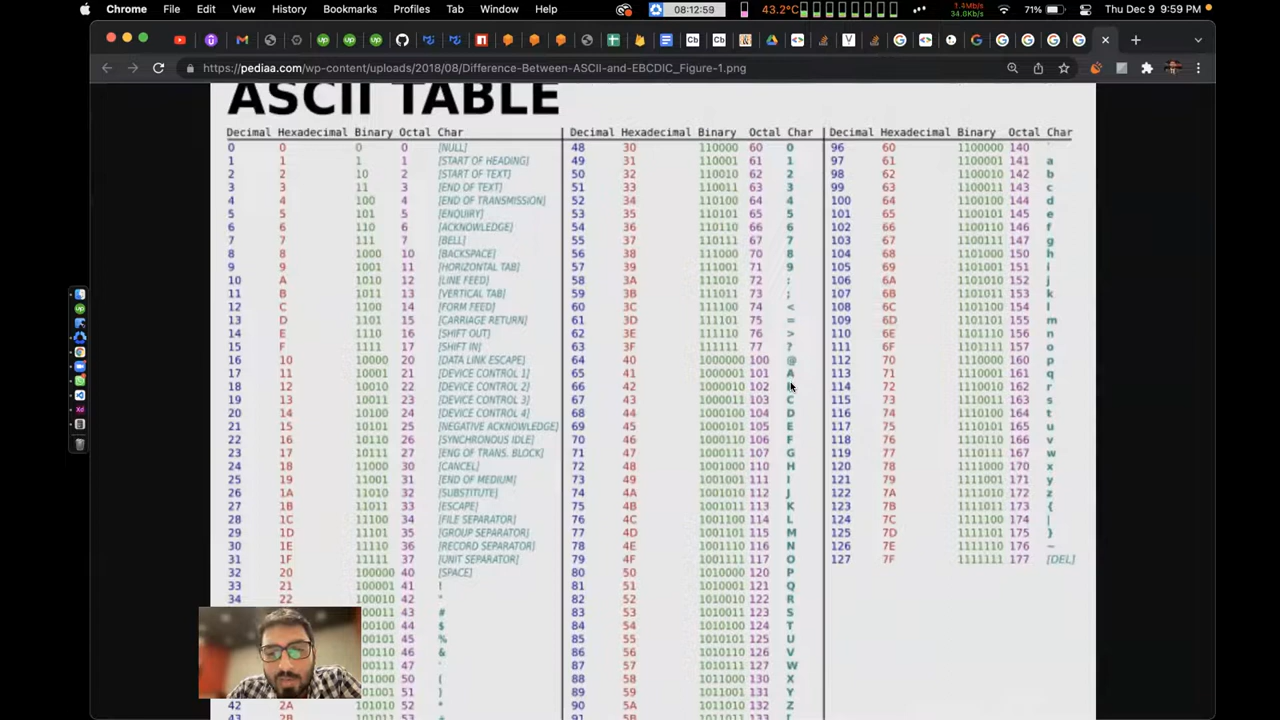 Chrome File Edit View History Bookmarks Profiles Tab Window Help 08:12:59 43.2°C 1.4MB/s 34.0KB/s 71% Thu Dec 9 9:59 PM
https://pediaa.com/wp-content/uploads/2018/08/Difference-Between-ASCII-and-EBCDIC_Figure-1.png
ASCII TABLE
Decimal Hexadecimal Binary Octal Char Decimal Hexadecimal Binary Octal Char Decimal Hexadecimal Binary Octal Char
0 0 0 0 [NULL] 48 30 110000 60 0 96 60 1100000 140 `
1 1 1 1 [START OF HEADING] 49 31 110001 61 1 97 61 1100001 141 a
2 2 10 2 [START OF TEXT] 50 32 110010 62 2 98 62 1100010 142 b
3 3 11 3 [END OF TEXT] 51 33 110011 63 3 99 63 1100011 143 c
4 4 100 4 [END OF TRANSMISSION] 52 34 110100 64 4 100 64 1100100 144 d
5 5 101 5 [ENQUIRY] 53 35 110101 65 5 101 65 1100101 145 e
6 6 110 6 [ACKNOWLEDGE] 54 36 110110 66 6 102 66 1100110 146 f
7 7 111 7 [BELL] 55 37 110111 67 7 103 67 1100111 147 g
8 8 1000 10 [BACKSPACE] 56 38 111000 70 8 104 68 1101000 150 h
9 9 1001 11 [HORIZONTAL TAB] 57 39 111001 71 9 105 69 1101001 151 i
10 A 1010 12 [LINE FEED] 58 3A 111010 72 : 106 6A 1101010 152 j
11 B 1011 13 [VERTICAL TAB] 59 3B 111011 73 ; 107 6B 1101011 153 k
12 C 1100 14 [FORM FEED] 60 3C 111100 74 < 108 6C 1101100 154 l
13 D 1101 15 [CARRIAGE RETURN] 61 3D 111101 75 = 109 6D 1101101 155 m
14 E 1110 16 [SHIFT OUT] 62 3E 111110 76 > 110 6E 1101110 156 n
15 F 1111 17 [SHIFT IN] 63 3F 111111 77 ? 111 6F 1101111 157 o
16 10 10000 20 [DATA LINK ESCAPE] 64 40 1000000 100 @ 112 70 1110000 160 p
17 11 10001 21 [DEVICE CONTROL 1] 65 41 1000001 101 A 113 71 1110001 161 q
18 12 10010 22 [DEVICE CONTROL 2] 66 42 1000010 102 114 72 1110010 162 r
19 13 10011 23 [DEVICE CONTROL 3] 67 43 1000011 103 C 115 73 1110011 163 s
20 14 10100 24 [DEVICE CONTROL 4] 68 44 1000100 104 D 116 74 1110100 164 t
21 15 10101 25 [NEGATIVE ACKNOWLEDGE] 69 45 1000101 105 E 117 75 1110101 165 u
22 16 10110 26 [SYNCHRONOUS IDLE] 70 46 1000110 106 F 118 76 1110110 166 v
23 17 10111 27 [ENG OF TRANS. BLOCK] 71 47 1000111 107 G 119 77 1110111 167 w
24 18 11000 30 [CANCEL] 72 48 1001000 110 H 120 78 1111000 170 x
25 19 11001 31 [END OF MEDIUM] 73 49 1001001 111 I 121 79 1111001 171 y
26 1A 11010 32 [SUBSTITUTE] 74 4A 1001010 112 J 122 7A 1111010 172 z
27 1B 11011 33 [ESCAPE] 75 4B 1001011 113 K 123 7B 1111011 173 {
28 1C 11100 34 [FILE SEPARATOR] 76 4C 1001100 114 L 124 7C 1111100 174 |
29 1D 11101 35 [GROUP SEPARATOR] 77 4D 1001101 115 M 125 7D 1111101 175 }
30 1E 11110 36 [RECORD SEPARATOR] 78 4E 1001110 116 N 126 7E 1111110 176 ~
31 1F 11111 37 [UNIT SEPARATOR] 79 4F 1001111 117 O 127 7F 1111111 177 [DEL]
32 20 100000 40 [SPACE] 80 50 1010000 120 P
33 21 100001 41 ! 81 51 1010001 121 Q
34 22 100010 42 " 82 52 1010010 122 R
100011 43 # 83 53 1010011 123 S
44 $ 84 54 1010100 124 T
45 % 85 55 1010101 125 U
46 & 86 56 1010110 126 V
47 ' 87 57 1010111 127 W
50 ( 88 58 1011000 130 X
51 ) 89 59 1011001 131 Y
42 2A 101010 52 * 90 5A 1011010 132 Z
43 2B 101011 53 91 5B 1011011 133 [